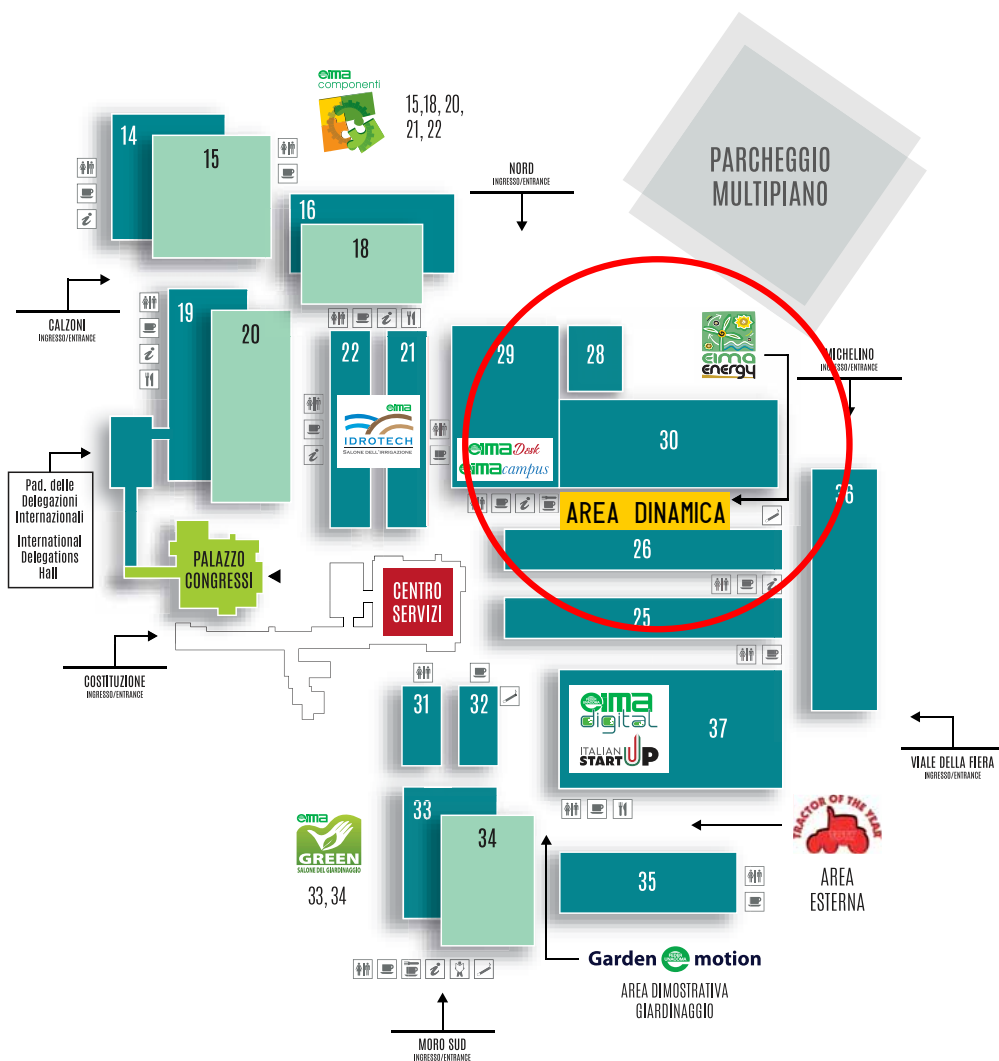 eima
componenti
15,18, 20,
21, 22
14
15
PARCHEGGIO
MULTIPIANO
NORD
INGRESSO/ENTRANCE
16
18
CALZONI
INGRESSO/ENTRANCE
19
20
22
21
29
28
eima
energy
MICHELINO
INGRESSO/ENTRANCE
eima
IDROTECH
SALONE DELL'IRRIGAZIONE
30
eima Desk
eima campus
36
Pad. delle
Delegazioni
Internazionali
International
Delegations
Hall
AREA DINAMICA
26
PALAZZO
CONGRESSI
CENTRO
SERVIZI
25
COSTITUZIONE
INGRESSO/ENTRANCE
31
32
eima
digital
ITALIAN
START UP
37
VIALE DELLA FIERA
INGRESSO/ENTRANCE
33
34
eima
GREEN
SALONE DEL GIARDINAGGIO
33, 34
TRACTOR OF THE YEAR
AREA
ESTERNA
35
Garden e motion
FEDER
UNACOMA
AREA DIMOSTRATIVA
GIARDINAGGIO
MORO SUD
INGRESSO/ENTRANCE